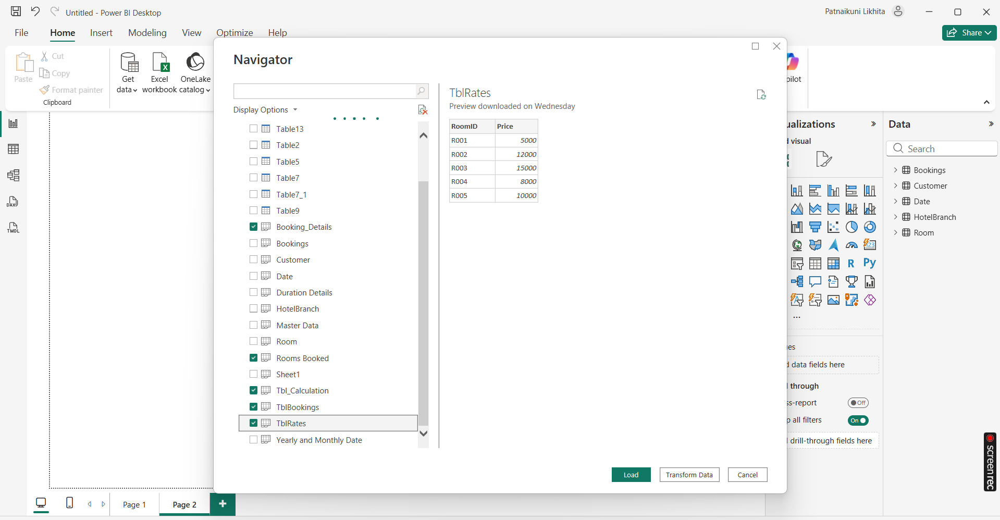 Untitled - Power BI Desktop
Patnaikuni Likhita
File Home Insert Modeling View Optimize Help
Share
Paste
Cut
Copy
Format painter
Clipboard
Get data
Excel workbook
OneLake catalog
pilot
Navigator
Display Options
Table13
Table2
Table5
Table7
Table7_1
Table9
Booking_Details
Bookings
Customer
Date
Duration Details
HotelBranch
Master Data
Room
Rooms Booked
Sheet1
Tbl_Calculation
TblBookings
TblRates
Yearly and Monthly Date
TblRates
Preview downloaded on Wednesday
RoomID Price
R001 5000
R002 12000
R003 15000
R004 8000
R005 10000
Load
Transform Data
Cancel
ualizations
d visual
123
R
Py
...
es
d data fields here
l through
ss-report
Off
p all filters
On
l drill-through fields here
Data
Search
Bookings
Customer
Date
HotelBranch
Room
DAX
TMDL
Page 1
Page 2
+
screenrec